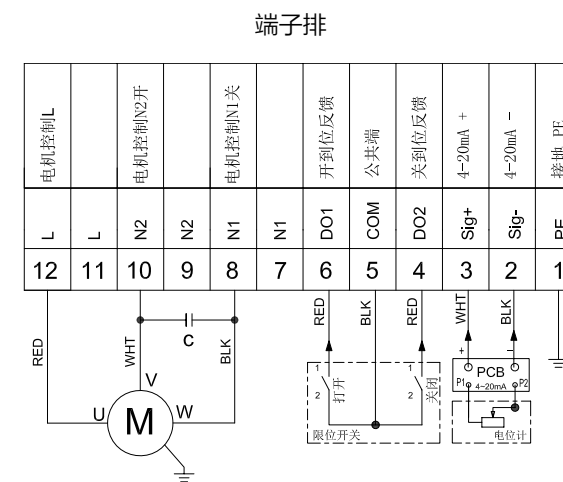 端子排
电机控制L
电机控制N2开
电机控制N1关
开到位反馈
公共端
关到位反馈
4-20mA +
4-20mA -
接地 PE
L
L
N2
N2
N1
N1
DO1
COM
DO2
Sig+
Sig-
PE
12
11
10
9
8
7
6
5
4
3
2
1
RED
WHT
C
BLK
RED
BLK
RED
WHT
BLK
U
V
W
M
1
2
打开
1
2
关闭
限位开关
+
-
PCB
P1
4-20mA
P2
电位计